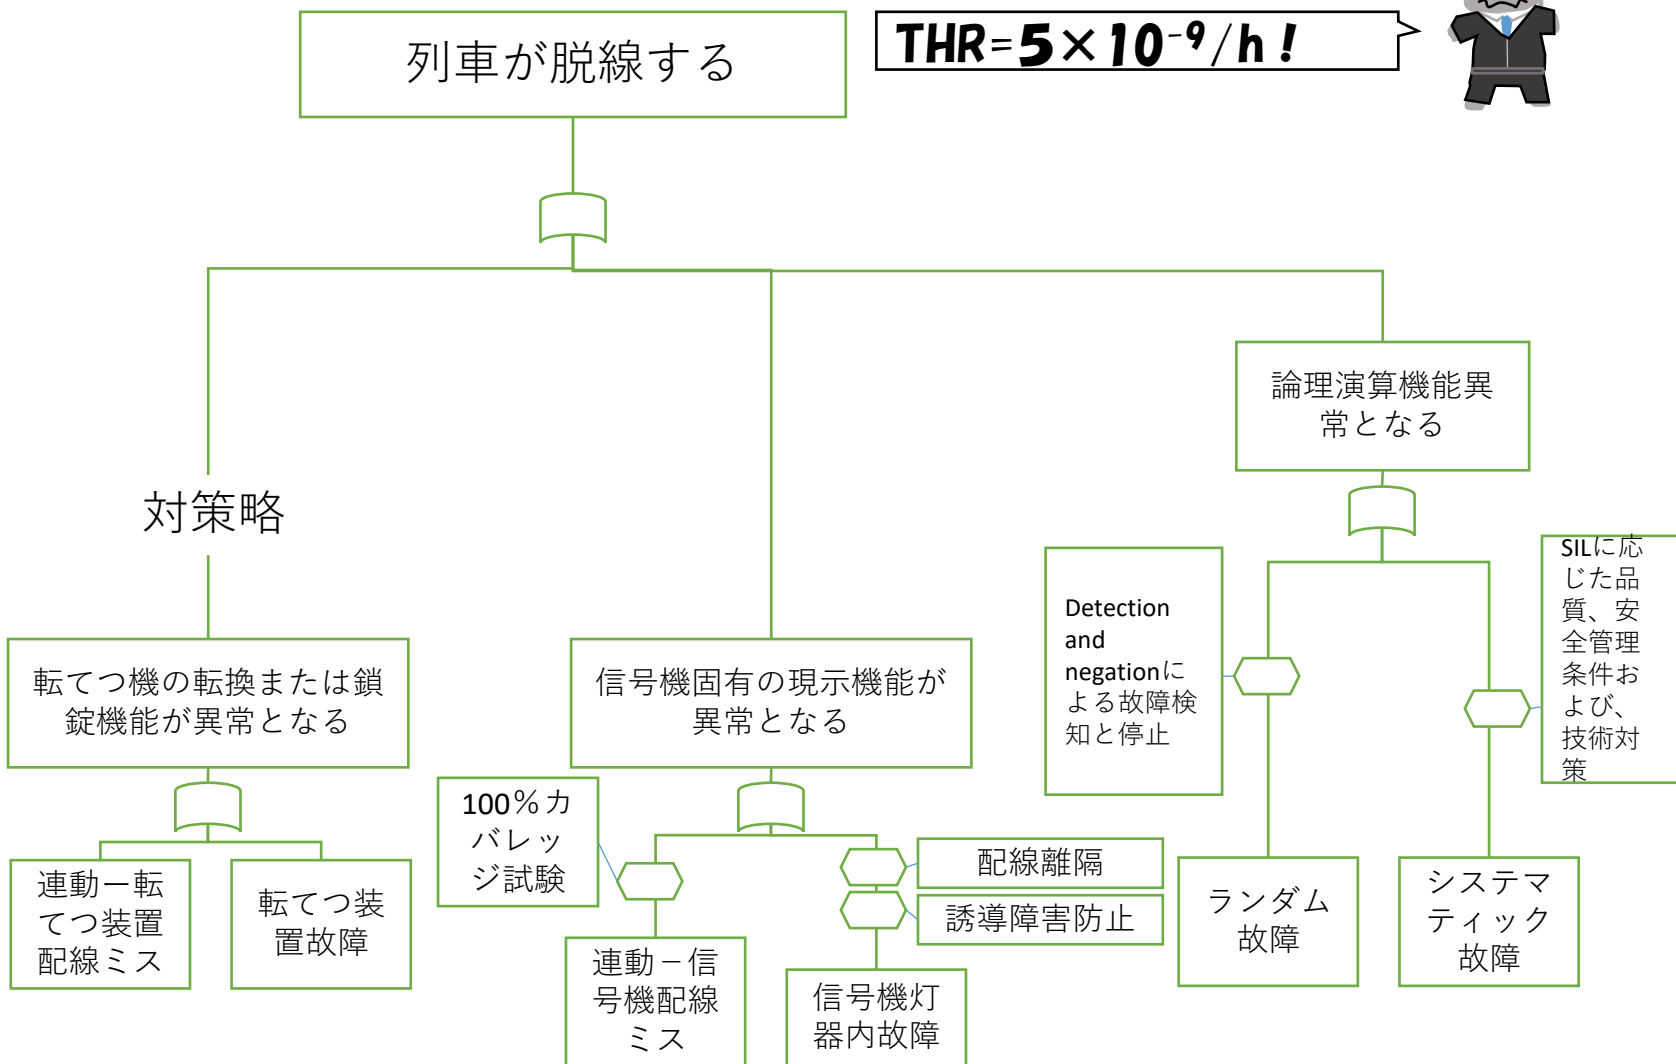 列車が脱線する
THR=5×10⁻⁹/h!
論理演算機能異
常となる
対策略
SILに応
じた品
質、安
全管理
条件お
よび、
技術対
策
Detection
and
negationに
よる故障検
知と停止
転てつ機の転換または鎖
錠機能が異常となる
信号機固有の現示機能が
異常となる
100%カ
バレッ
ジ試験
配線離隔
誘導障害防止
連動ー転
てつ装置
配線ミス
転てつ装
置故障
ランダム
故障
システマ
ティック
故障
連動－信
号機配線
ミス
信号機灯
器内故障